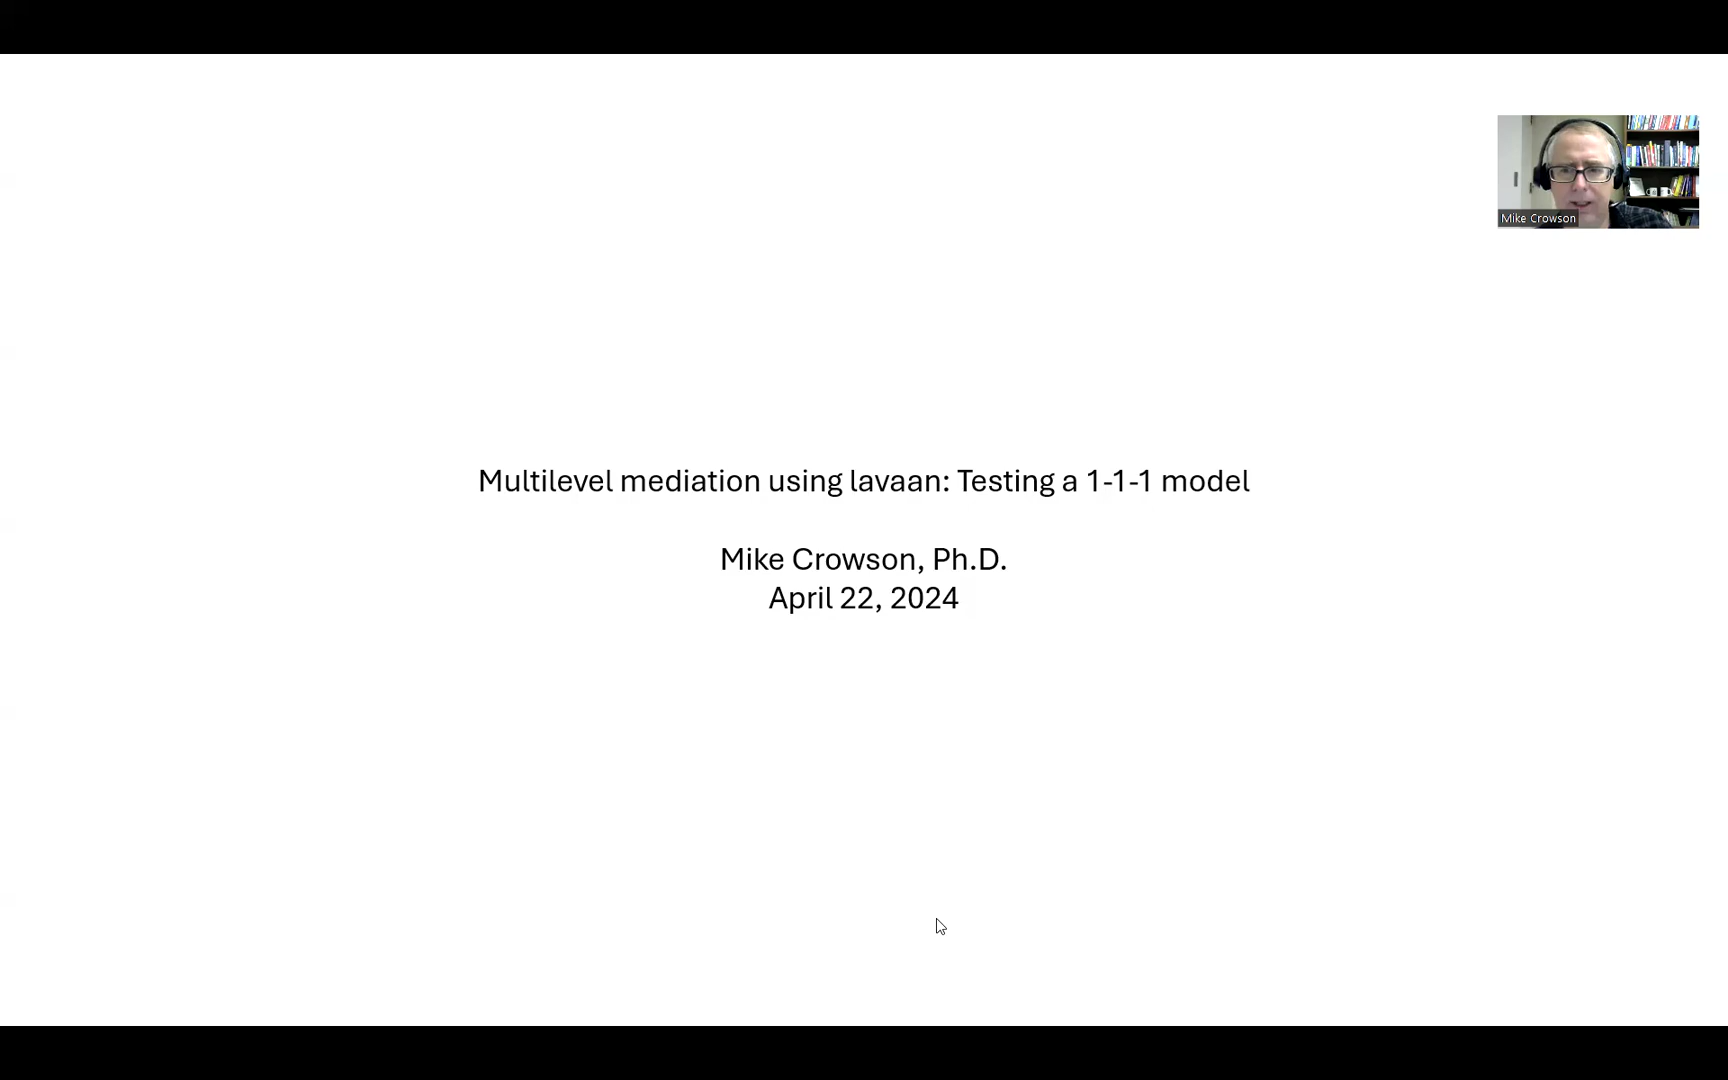 Mike Crowson
Multilevel mediation using lavaan: Testing a 1-1-1 model
Mike Crowson, Ph.D.
April 22, 2024